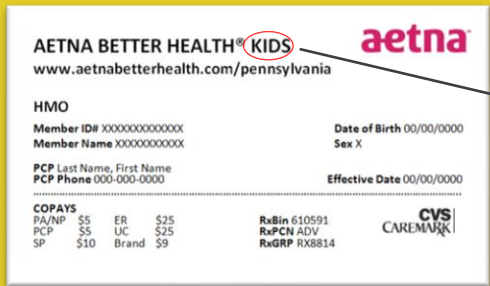 AETNA BETTER HEALTH® KIDS
aetna
www.aetnabetterhealth.com/pennsylvania
HMO
Member ID# XXXXXXXXXXXXX
Date of Birth 00/00/0000
Member Name XXXXXXXXXXX
Sex X
PCP Last Name, First Name
PCP Phone 000-000-0000
Effective Date 00/00/0000
COPAYS
PA/NP $5 ER $25 RxBin 610591
PCP $5 UC $25 RxPCN ADV
SP $10 Brand $9 RxGRP RX8814
CVS
CAREMARK